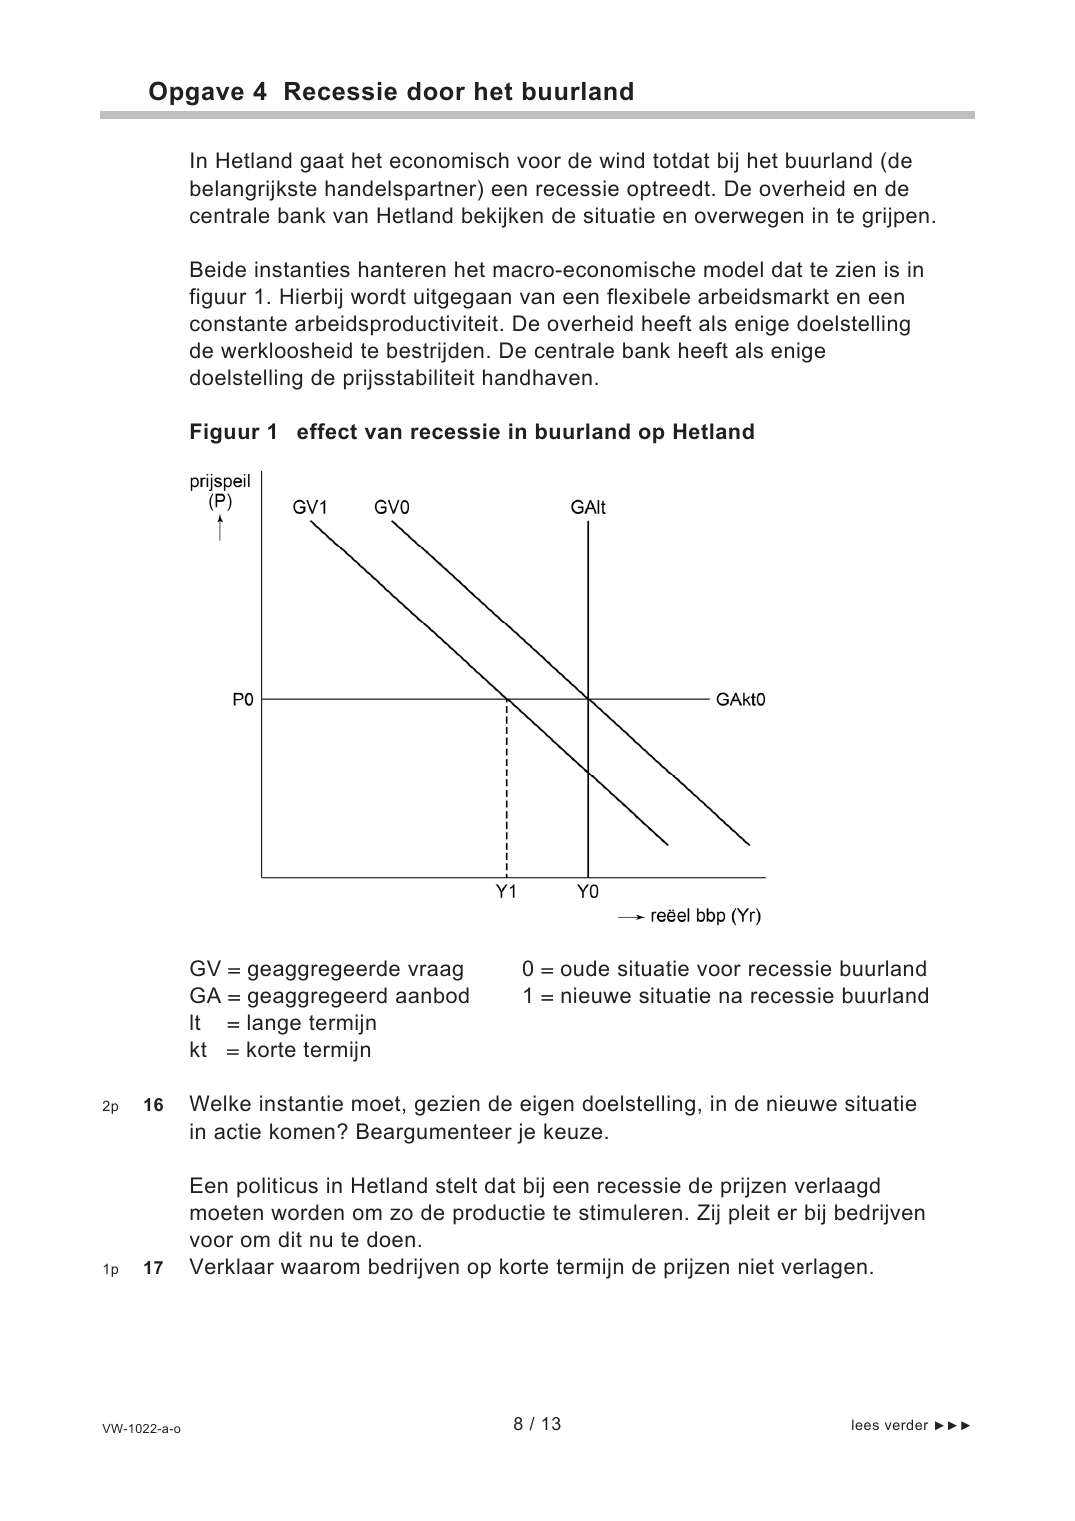 Opgave 4 Recessie door het buurland
In Hetland gaat het economisch voor de wind totdat bij het buurland (de
belangrijkste handelspartner) een recessie optreedt. De overheid en de
centrale bank van Hetland bekijken de situatie en overwegen in te grijpen.
Beide instanties hanteren het macro-economische model dat te zien is in
figuur 1. Hierbij wordt uitgegaan van een flexibele arbeidsmarkt en een
constante arbeidsproductiviteit. De overheid heeft als enige doelstelling
de werkloosheid te bestrijden. De centrale bank heeft als enige
doelstelling de prijsstabiliteit handhaven.
Figuur 1 effect van recessie in buurland op Hetland
prijspeil
(P)
GV1 GV0 GAlt
P0 GAkt0
Y1 Y0
→ reëel bbp (Yr)
GV = geaggregeerde vraag 0 = oude situatie voor recessie buurland
GA = geaggregeerd aanbod 1 = nieuwe situatie na recessie buurland
lt = lange termijn
kt = korte termijn
2p 16 Welke instantie moet, gezien de eigen doelstelling, in de nieuwe situatie
in actie komen? Beargumenteer je keuze.
Een politicus in Hetland stelt dat bij een recessie de prijzen verlaagd
moeten worden om zo de productie te stimuleren. Zij pleit er bij bedrijven
voor om dit nu te doen.
1p 17 Verklaar waarom bedrijven op korte termijn de prijzen niet verlagen.
VW-1022-a-o 8 / 13 lees verder ►►►